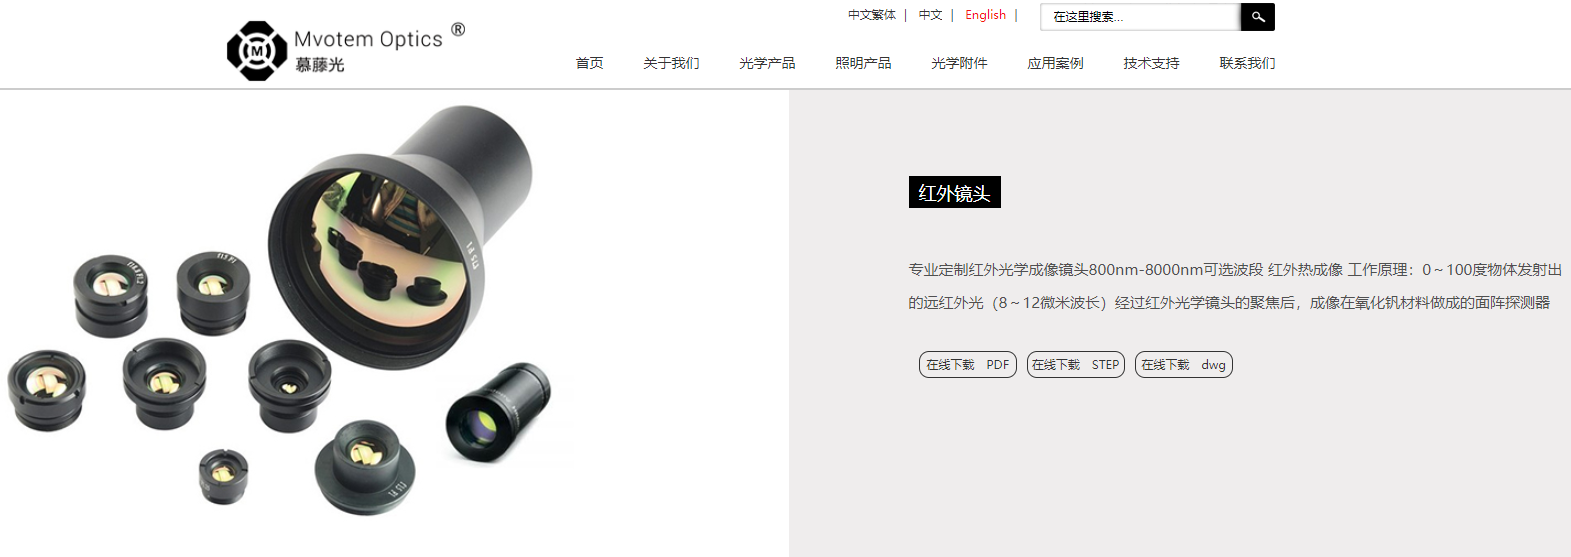 中文繁体 | 中文 | English |
在这里搜索...
Mvotem Optics ®
慕藤光
M
首页 关于我们 光学产品 照明产品 光学附件 应用案例 技术支持 联系我们
红外镜头
专业定制红外光学成像镜头800nm-8000nm可选波段 红外热成像 工作原理：0～100度物体发射出
的远红外光（8～12微米波长）经过红外光学镜头的聚焦后，成像在氧化钒材料做成的面阵探测器
在线下载 PDF
在线下载 STEP
在线下载 dwg